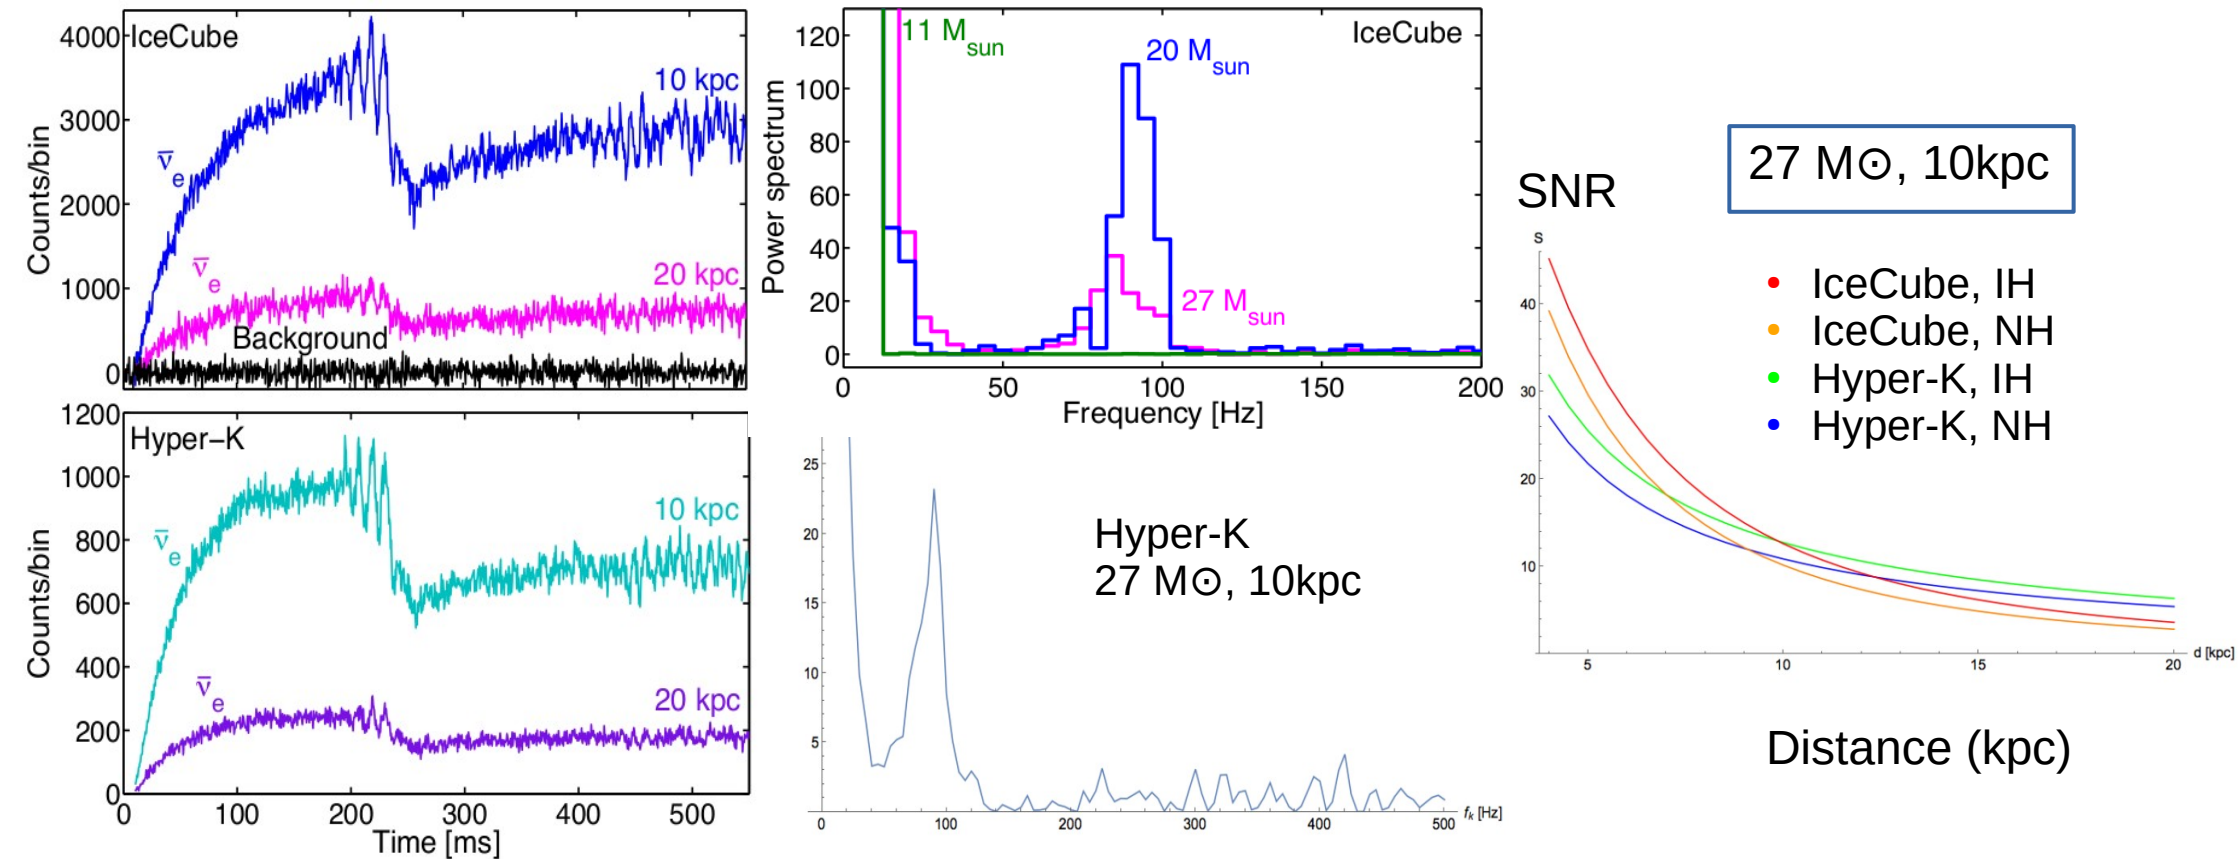 IceCube
4000
3000
2000
1000
0
Counts/bin
10 kpc
ν̅e
20 kpc
ν̅e
Background
Hyper−K
1200
1000
800
600
400
200
0
Counts/bin
10 kpc
ν̅e
20 kpc
ν̅e
0 100 200 300 400 500
Time [ms]
IceCube
120
100
80
60
40
20
0
Power spectrum
11 Msun
20 Msun
27 Msun
0 50 100 150 200
Frequency [Hz]
25
20
15
10
5
Hyper-K
27 M⊙, 10kpc
0 100 200 300 400 500
fk [Hz]
27 M⊙, 10kpc
SNR
S
40
30
20
10
• IceCube, IH
• IceCube, NH
• Hyper-K, IH
• Hyper-K, NH
5 10 15 20
d [kpc]
Distance (kpc)